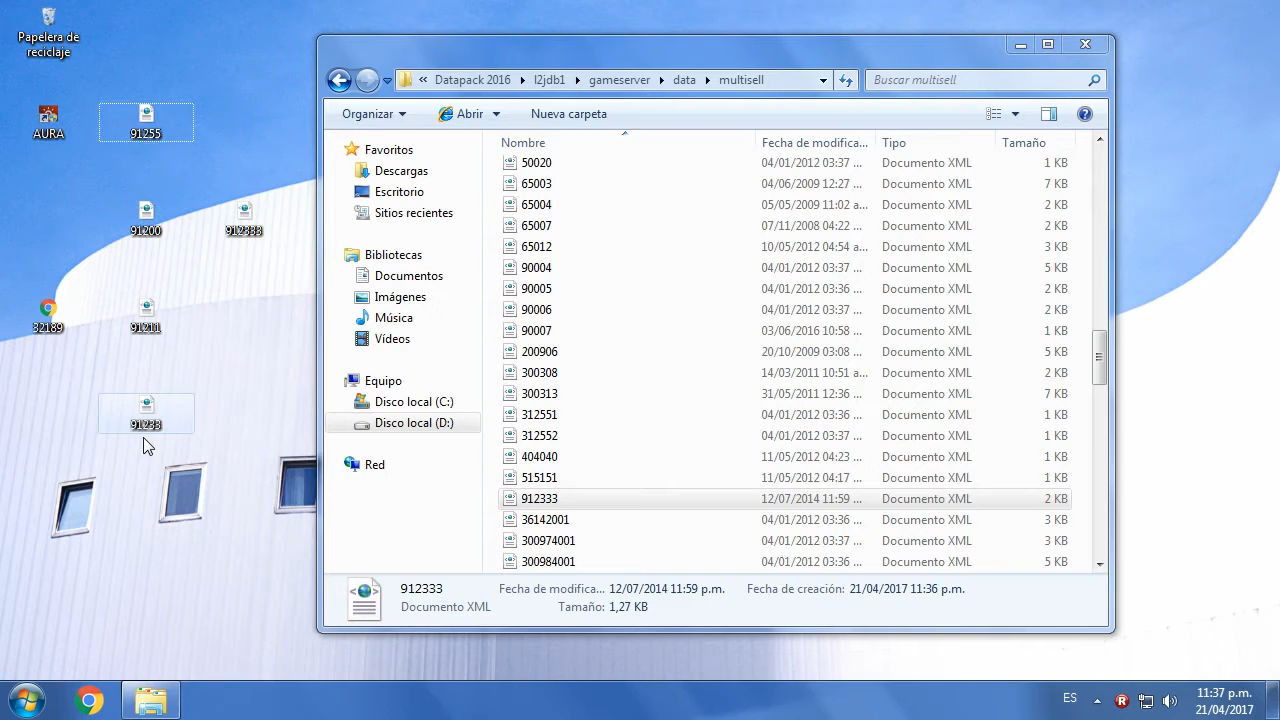 Papelera de
reciclaje
AURA
91255
91200
912333
32189
91211
91233
« Datapack 2016 l2jdb1 gameserver data multisell
Buscar multisell
Organizar Abrir Nueva carpeta
Favoritos
Descargas
Escritorio
Sitios recientes
Bibliotecas
Documentos
Imágenes
Música
Vídeos
Equipo
Disco local (C:)
Disco local (D:)
Red
Nombre Fecha de modifica... Tipo Tamaño
50020 04/01/2012 03:37 ... Documento XML 1 KB
65003 04/06/2009 12:27 ... Documento XML 7 KB
65004 05/05/2009 11:02 a... Documento XML 2 KB
65007 07/11/2008 04:22 ... Documento XML 2 KB
65012 10/05/2012 04:54 a... Documento XML 3 KB
90004 04/01/2012 03:37 ... Documento XML 5 KB
90005 04/01/2012 03:36 ... Documento XML 3 KB
90006 04/01/2012 03:37 ... Documento XML 2 KB
90007 03/06/2016 10:58 ... Documento XML 1 KB
200906 20/10/2009 03:08 ... Documento XML 5 KB
300308 14/03/2011 10:51 a... Documento XML 2 KB
300313 31/05/2011 12:36 ... Documento XML 7 KB
312551 04/01/2012 03:36 ... Documento XML 1 KB
312552 04/01/2012 03:36 ... Documento XML 1 KB
404040 11/05/2012 04:23 ... Documento XML 1 KB
515151 11/05/2012 04:17 ... Documento XML 1 KB
912333 12/07/2014 11:59 ... Documento XML 2 KB
36142001 04/01/2012 03:36 ... Documento XML 3 KB
300974001 04/01/2012 03:37 ... Documento XML 3 KB
300984001 04/01/2012 03:36 ... Documento XML 5 KB
912333 Fecha de modifica... 12/07/2014 11:59 p.m. Fecha de creación: 21/04/2017 11:36 p.m.
Documento XML Tamaño: 1,27 KB
ES
11:37 p.m.
21/04/2017